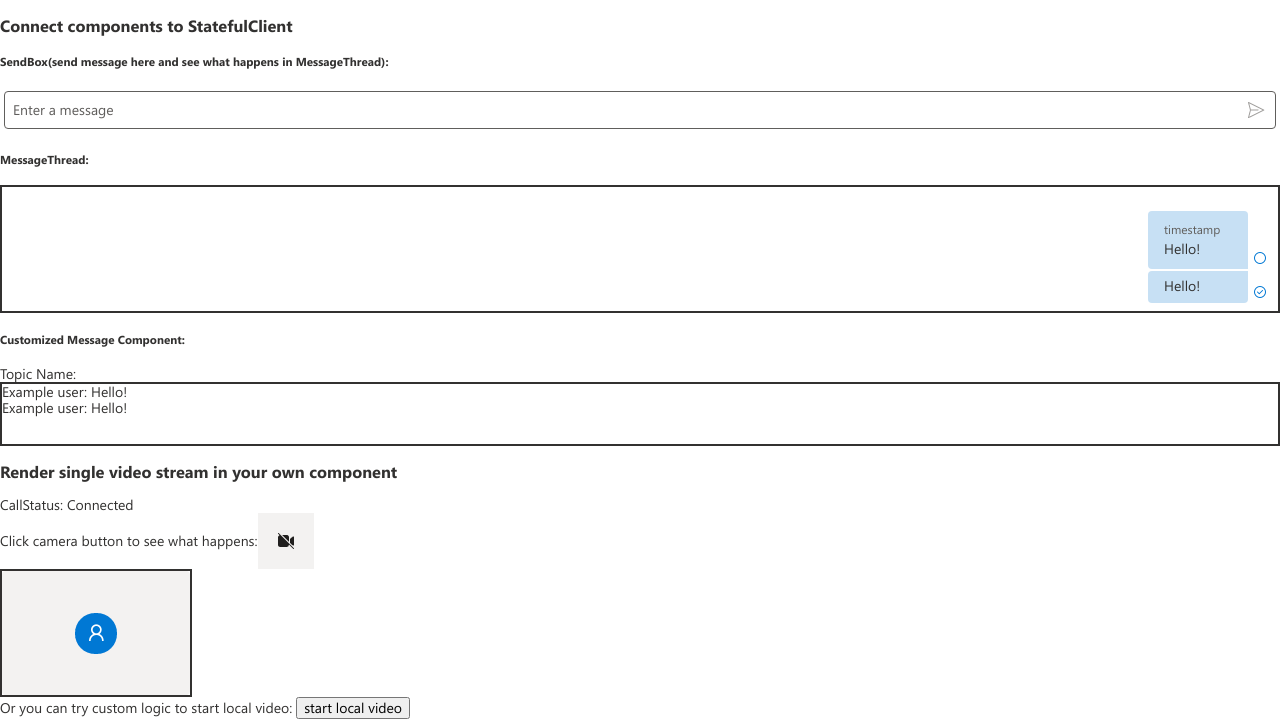 Connect components to StatefulClient
SendBox(send message here and see what happens in MessageThread):
Enter a message
MessageThread:
timestamp
Hello!
Hello!
Customized Message Component:
Topic Name:
Example user: Hello!
Example user: Hello!
Render single video stream in your own component
CallStatus: Connected
Click camera button to see what happens:
Or you can try custom logic to start local video: start local video